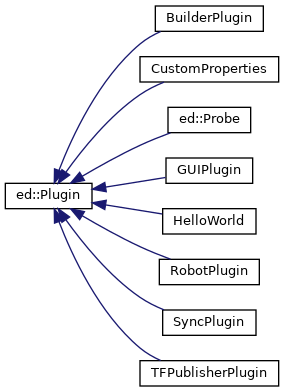 BuilderPlugin
CustomProperties
ed::Probe
GUIPlugin
ed::Plugin
HelloWorld
RobotPlugin
SyncPlugin
TFPublisherPlugin